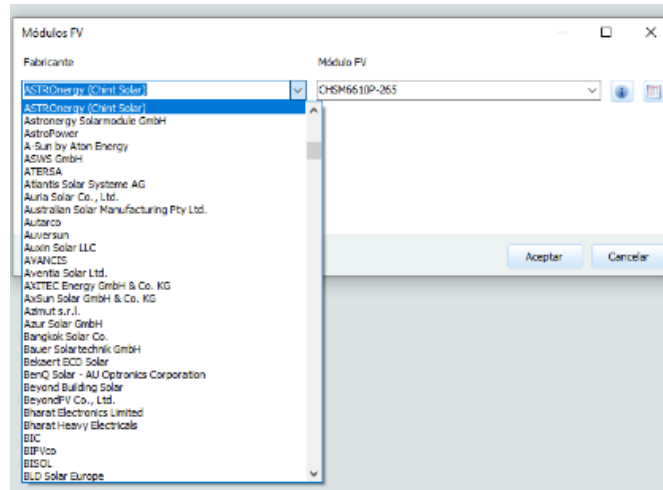 Módulos FV
Fabricante
Módulo FV
ASTROnergy (Chint Solar)
CHSM6610P-265
ASTROnergy (Chint Solar)
Astronergy Solarmodule GmbH
AstroPower
A-Sun by Aton Energy
ASWS GmbH
ATERSA
Atlantis Solar Systeme AG
Auria Solar Co., Ltd.
Australian Solar Manufacturing Pty Ltd.
Autarco
Auversun
Auxin Solar LLC
AVANCIS
Aventia Solar Ltd.
AXITEC Energy GmbH & Co. KG
AxSun Solar GmbH & Co. KG
Azimut s.r.l.
Azur Solar GmbH
Bangkok Solar Co.
Bauer Solartechnik GmbH
Bekaert ECD Solar
BenQ Solar - AU Optronics Corporation
Beyond Building Solar
BeyondPV Co., Ltd.
Bharat Electronics Limited
Bharat Heavy Electricals
BIC
BIPVco
BISOL
BLD Solar Europe
Aceptar
Cancelar